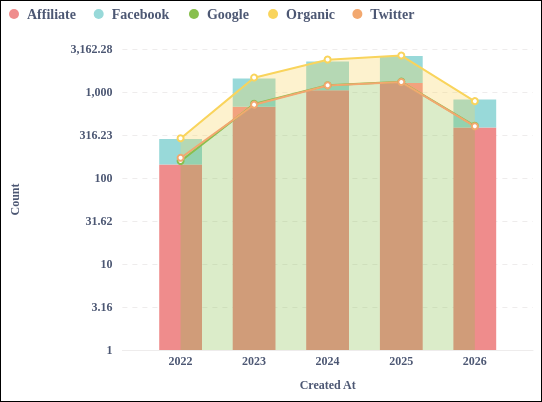 Affiliate Facebook Google Organic Twitter
3,162.28
1,000
316.23
100
31.62
10
3.16
1
Count
2022 2023 2024 2025 2026
Created At